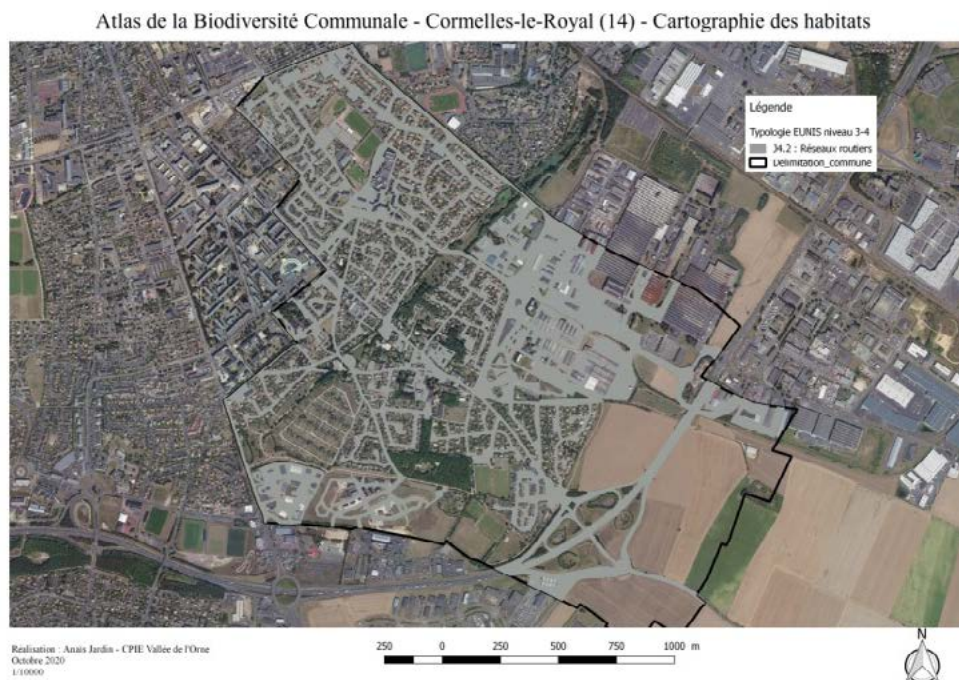 Atlas de la Biodiversité Communale - Cormelles-le-Royal (14) - Cartographie des habitats
Légende
Typologie EUNIS niveau 3-4
J4.2 : Réseaux routiers
Délimitation_commune
Réalisation : Anais Jardin - CPIE Vallée de l'Orne
Octobre 2020
1/10000
250 0 250 500 750 1000 m
N